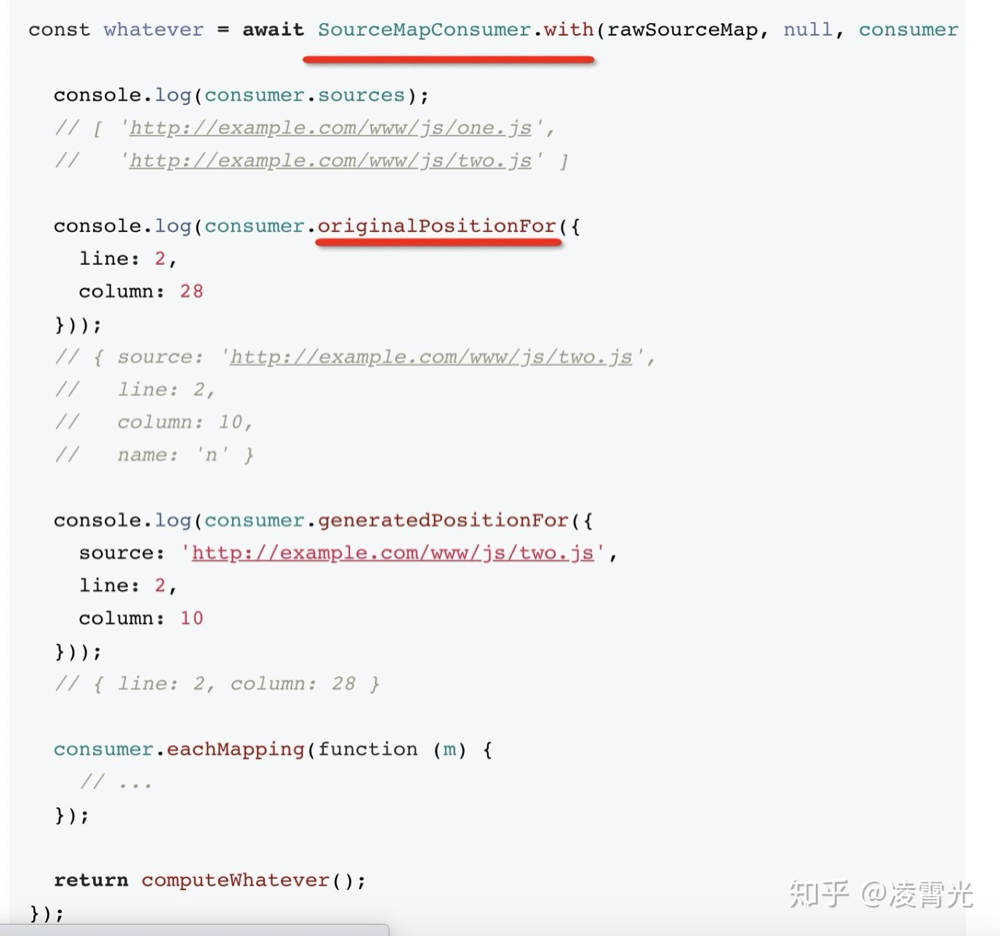 const whatever = await SourceMapConsumer.with(rawSourceMap, null, consumer
console.log(consumer.sources);
// [ 'http://example.com/www/js/one.js',
// 'http://example.com/www/js/two.js' ]
console.log(consumer.originalPositionFor({
line: 2,
column: 28
}));
// { source: 'http://example.com/www/js/two.js',
// line: 2,
// column: 10,
// name: 'n' }
console.log(consumer.generatedPositionFor({
source: 'http://example.com/www/js/two.js',
line: 2,
column: 10
}));
// { line: 2, column: 28 }
consumer.eachMapping(function (m) {
// ...
});
return computeWhatever();
});
知乎 @凌霄光